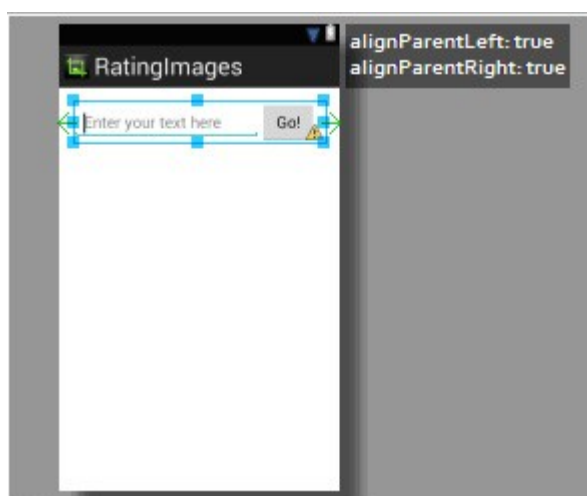 alignParentLeft: true
alignParentRight: true
RatingImages
Enter your text here
Go!